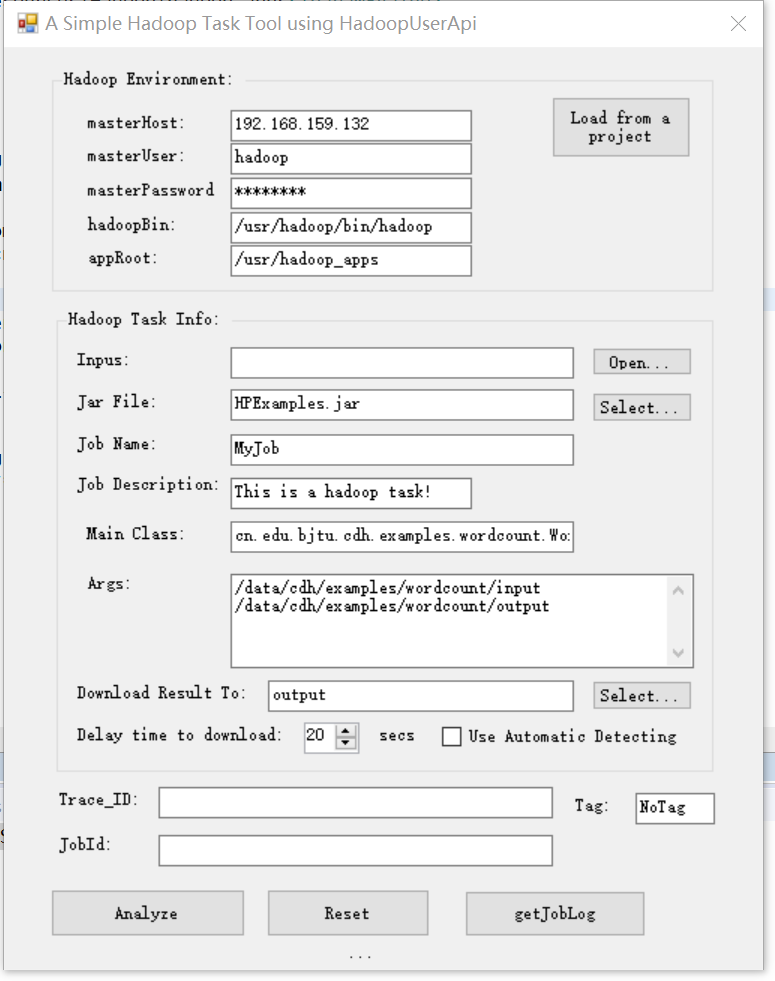 A Simple Hadoop Task Tool using HadoopUserApi
Hadoop Environment:
masterHost: 192.168.159.132
Load from a
project
masterUser: hadoop
masterPassword ********
hadoopBin: /usr/hadoop/bin/hadoop
appRoot: /usr/hadoop_apps
Hadoop Task Info:
Inpus: Open...
Jar File: HPExamples.jar Select...
Job Name: MyJob
Job Description: This is a hadoop task!
Main Class: cn.edu.bjtu.cdh.examples.wordcount.Wo
Args: /data/cdh/examples/wordcount/input
/data/cdh/examples/wordcount/output
Download Result To: output Select...
Delay time to download: 20 secs Use Automatic Detecting
Trace_ID: Tag: NoTag
JobId:
Analyze Reset getJobLog
...